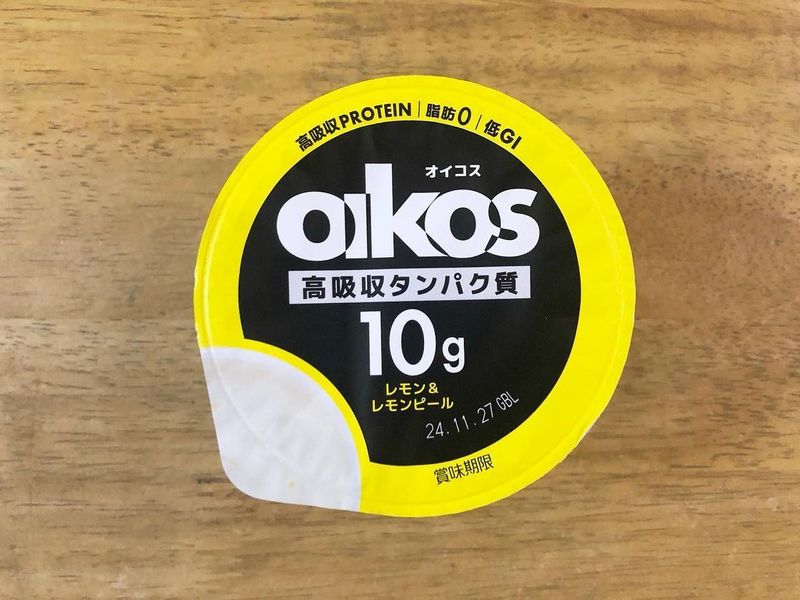 高吸収PROTEIN|脂肪0|低GI
オイコス
oikos
高吸収タンパク質
10g
レモン&
レモンピール
24.11.27 GBL
賞味期限